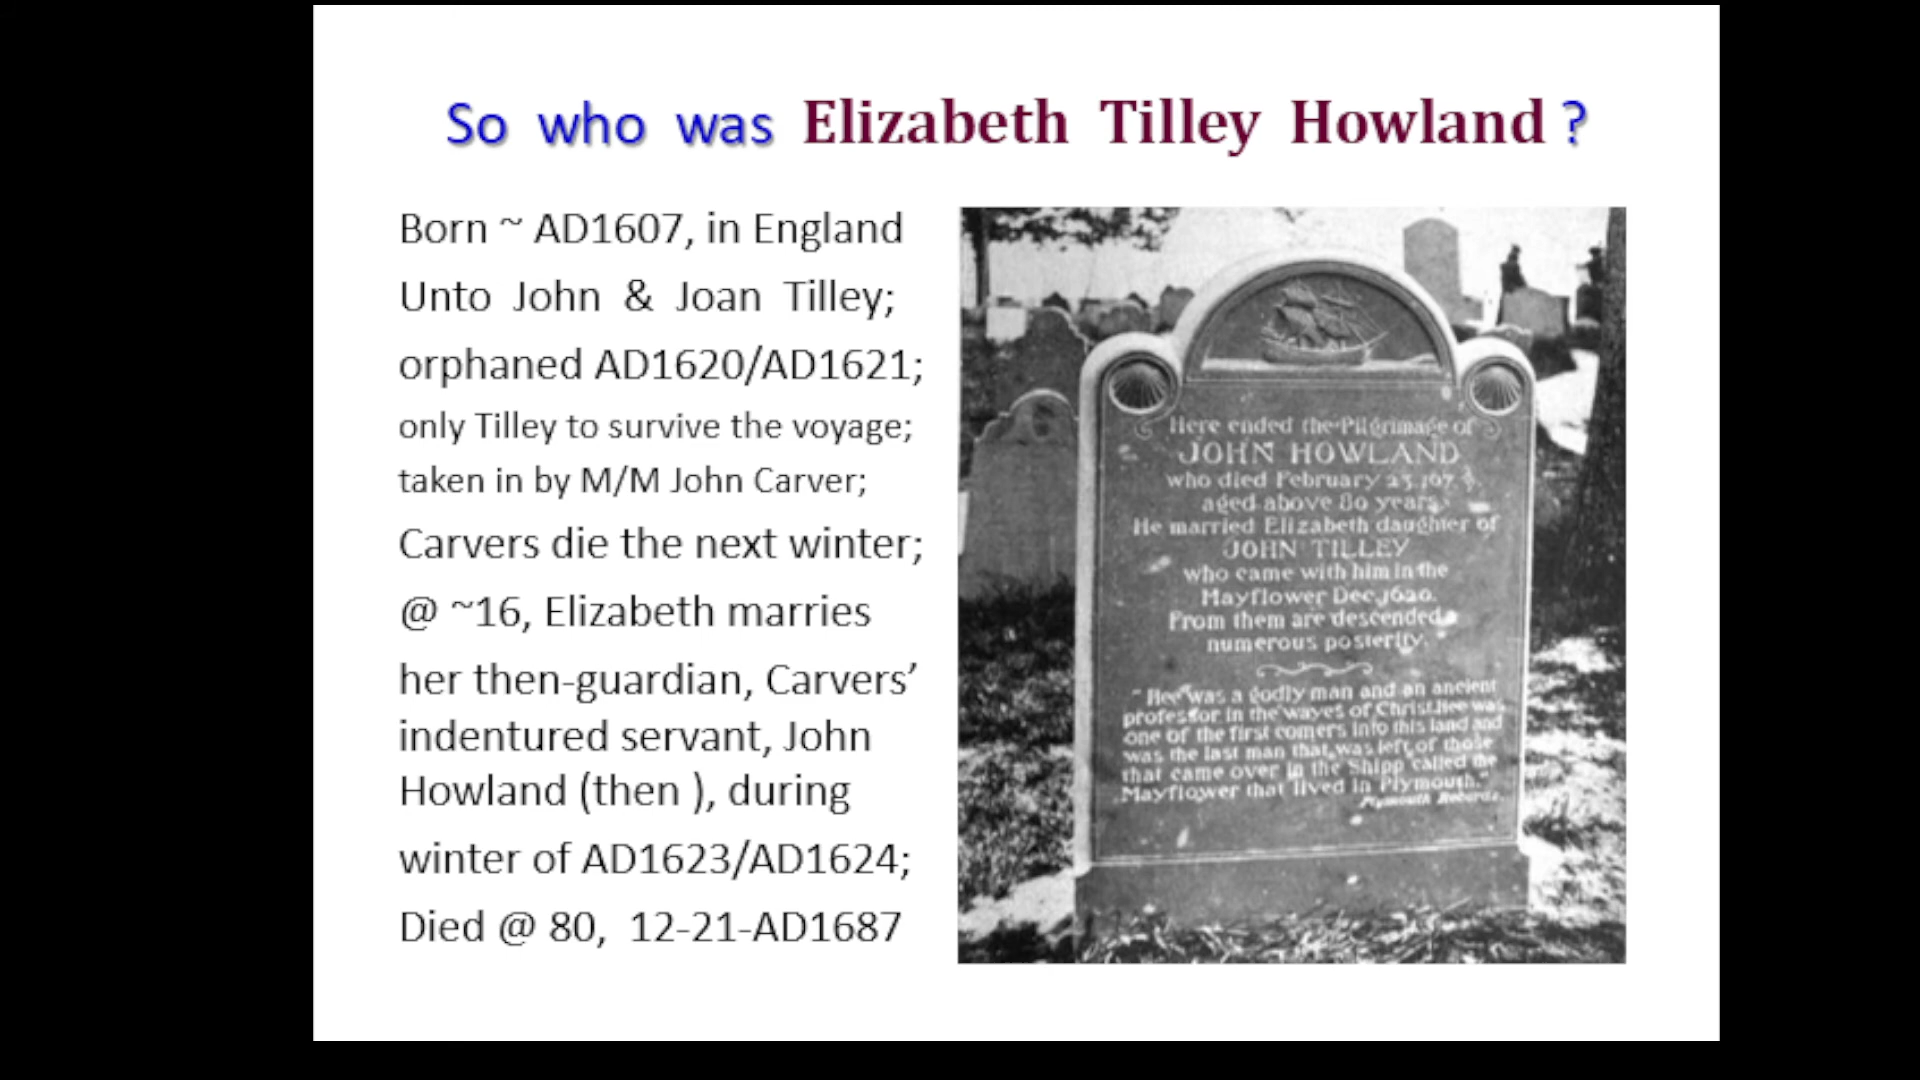 So who was Elizabeth Tilley Howland ?
Born ~ AD1607, in England
Unto John & Joan Tilley;
orphaned AD1620/AD1621;
only Tilley to survive the voyage;
taken in by M/M John Carver;
Carvers die the next winter;
@ ~16, Elizabeth marries
her then-guardian, Carvers’
indentured servant, John
Howland (then ), during
winter of AD1623/AD1624;
Died @ 80, 12-21-AD1687
Here ended the Pilgrimage of
JOHN HOWLAND
who died February 23,167
aged above 80 years.
He married Elizabeth daughter of
JOHN TILLEY
who came with him in the
Mayflower Dec.1620.
From them are descended
numerous posterity.
"Hee was a godly man and an ancient
professor in the wayes of Christ.Hee was
one of the first comers into this land and
was the last man that was left of those
that came over in the Shipp called the
Mayflower that lived in Plymouth."
Plymouth Records.